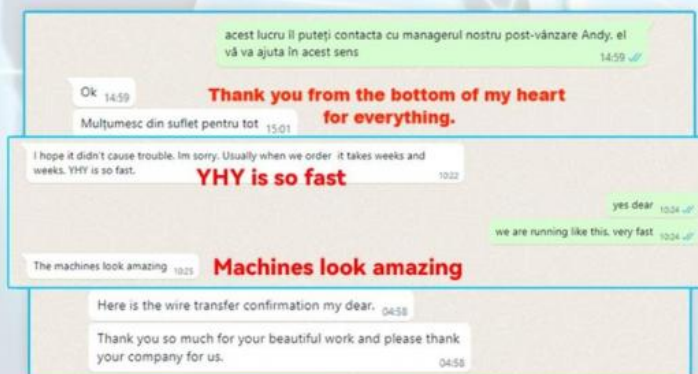 acest lucru îl puteți contacta cu managerul nostru post-vânzare Andy. el
vă va ajuta în acest sens
14:59
Ok 14:59
Thank you from the bottom of my heart
for everything.
Mulțumesc din suflet pentru tot 15:01
I hope it didn't cause trouble. Im sorry. Usually when we order it takes weeks and
weeks. YHY is so fast. 10:22
YHY is so fast
yes dear 10:24
we are running like this, very fast 10:24
The machines look amazing 10:25
Machines look amazing
Here is the wire transfer confirmation my dear. 04:58
Thank you so much for your beautiful work and please thank
your company for us. 04:58